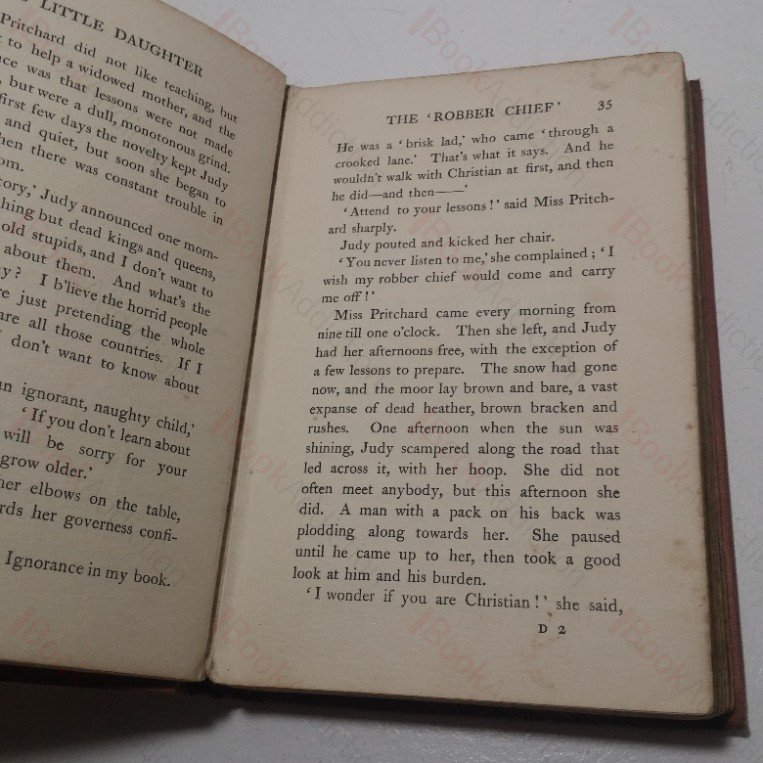 LITTLE DAUGHTER
Pritchard did not like teaching, but
to help a widowed mother, and the
ce was that lessons were not made
but were a dull, monotonous grind.
first few days the novelty kept Judy
and quiet, but soon she began to
hen there was constant trouble in
om.
tory,' Judy announced one morn-
hing but dead kings and queens,
old stupids, and I don't want to
about them. And what's the
y? I b'lieve the horrid people
re just pretending the whole
are all those countries. If I
don't want to know about
n ignorant, naughty child,'
'If you don't learn about
will be sorry for your
grow older.'
her elbows on the table,
rds her governess confi-
Ignorance in my book.
THE 'ROBBER CHIEF' 35
He was a 'brisk lad,' who came 'through a
crooked lane.' That's what it says. And he
wouldn't walk with Christian at first, and then
he did—and then——'
'Attend to your lessons!' said Miss Pritch-
ard sharply.
Judy pouted and kicked her chair.
'You never listen to me,' she complained; 'I
wish my robber chief would come and carry
me off!'
Miss Pritchard came every morning from
nine till one o'clock. Then she left, and Judy
had her afternoons free, with the exception of
a few lessons to prepare. The snow had gone
now, and the moor lay brown and bare, a vast
expanse of dead heather, brown bracken and
rushes. One afternoon when the sun was
shining, Judy scampered along the road that
led across it, with her hoop. She did not
often meet anybody, but this afternoon she
did. A man with a pack on his back was
plodding along towards her. She paused
until he came up to her, then took a good
look at him and his burden.
'I wonder if you are Christian!' she said,
D 2